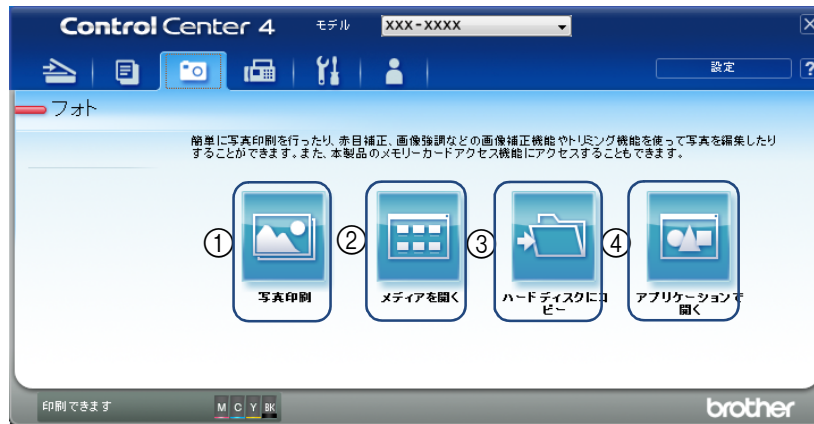 Control Center 4 モデル XXX-XXXX
設定 ?
フォト
簡単に写真印刷を行ったり、赤目補正、画像強調などの画像補正機能やトリミング機能を使って写真を編集したり
することができます。また、本製品のメモリーカードアクセス機能にアクセスすることもできます。
① ② ③ ④
写真印刷 メディアを開く ハードディスクにコ アプリケーションで
ピー 開く
印刷できます M C Y BK brother